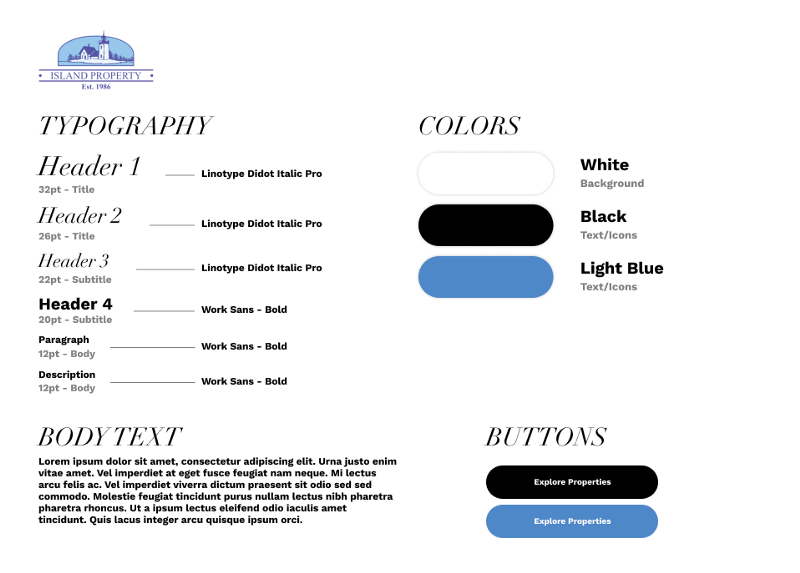 ISLAND PROPERTY
Est. 1986
TYPOGRAPHY
Header 1
Linotype Didot Italic Pro
32pt - Title
Header 2
Linotype Didot Italic Pro
26pt - Title
Header 3
Linotype Didot Italic Pro
22pt - Subtitle
Header 4
Work Sans - Bold
20pt - Subtitle
Paragraph
Work Sans - Bold
12pt - Body
Description
Work Sans - Bold
12pt - Body
COLORS
White
Background
Black
Text/Icons
Light Blue
Text/Icons
BODY TEXT
Lorem ipsum dolor sit amet, consectetur adipiscing elit. Urna justo enim
vitae amet. Vel imperdiet at eget fusce feugiat nam neque. Mi lectus
arcu felis ac. Vel imperdiet viverra dictum praesent sit odio sed sed
commodo. Molestie feugiat tincidunt purus nullam lectus nibh pharetra
pharetra rhoncus. Ut a ipsum lectus eleifend odio iaculis amet
tincidunt. Quis lacus integer arcu quisque ipsum orci.
BUTTONS
Explore Properties
Explore Properties